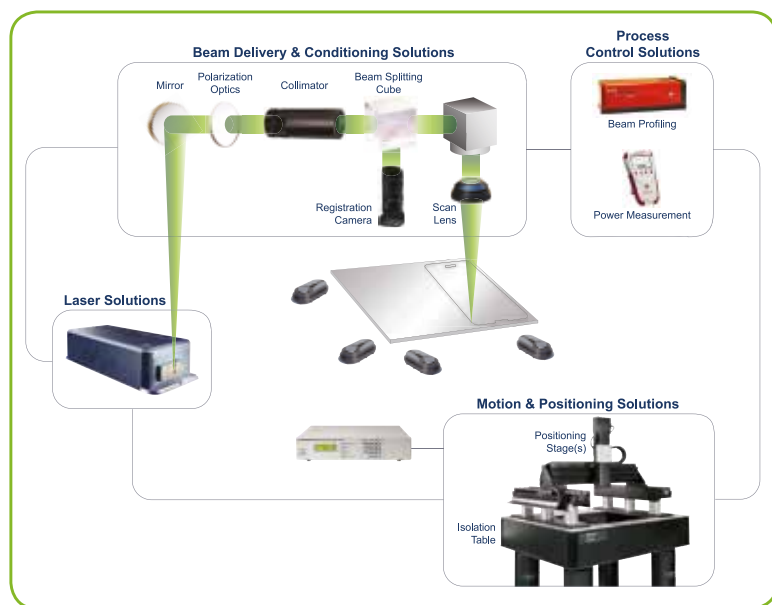 Beam Delivery & Conditioning Solutions
Mirror
Polarization
Optics
Collimator
Beam Splitting
Cube
Registration
Camera
Scan
Lens
Process
Control Solutions
Beam Profiling
Power Measurement
Laser Solutions
Motion & Positioning Solutions
Positioning
Stage(s)
Isolation
Table